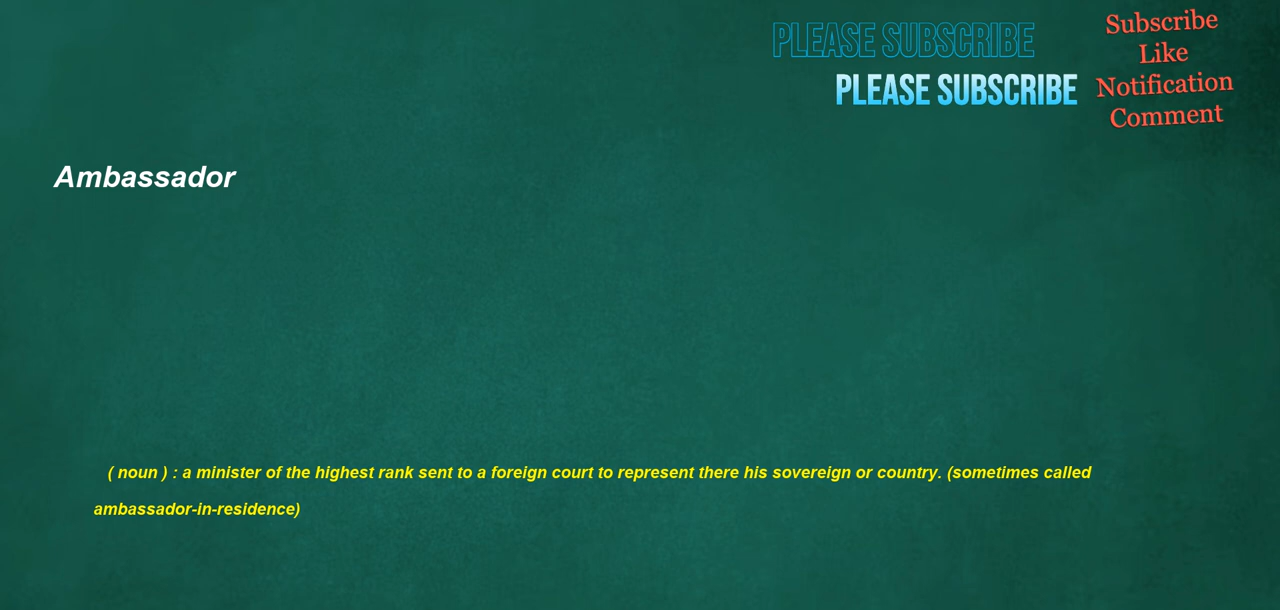 PLEASE SUBSCRIBE
PLEASE SUBSCRIBE
Subscribe
Like
Notification
Comment
Ambassador
( noun ) : a minister of the highest rank sent to a foreign court to represent there his sovereign or country. (sometimes called
ambassador-in-residence)